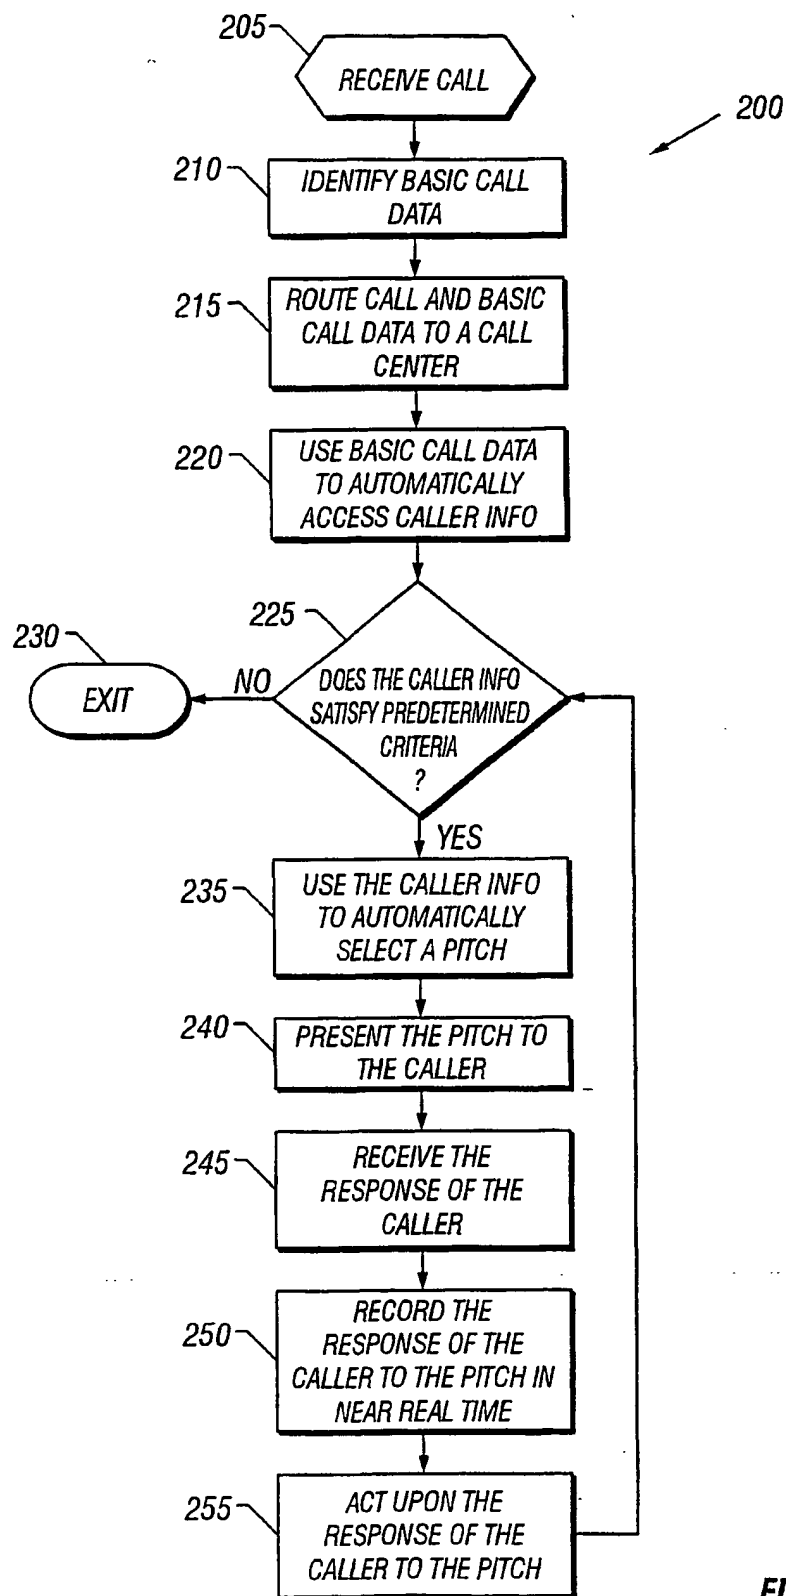 205
RECEIVE CALL
200
210
IDENTIFY BASIC CALL
DATA
215
ROUTE CALL AND BASIC
CALL DATA TO A CALL
CENTER
220
USE BASIC CALL DATA
TO AUTOMATICALLY
ACCESS CALLER INFO
225
230
EXIT
NO
DOES THE CALLER INFO
SATISFY PREDETERMINED
CRITERIA
?
YES
235
USE THE CALLER INFO
TO AUTOMATICALLY
SELECT A PITCH
240
PRESENT THE PITCH TO
THE CALLER
245
RECEIVE THE
RESPONSE OF THE
CALLER
250
RECORD THE
RESPONSE OF THE
CALLER TO THE PITCH IN
NEAR REAL TIME
255
ACT UPON THE
RESPONSE OF THE
CALLER TO THE PITCH